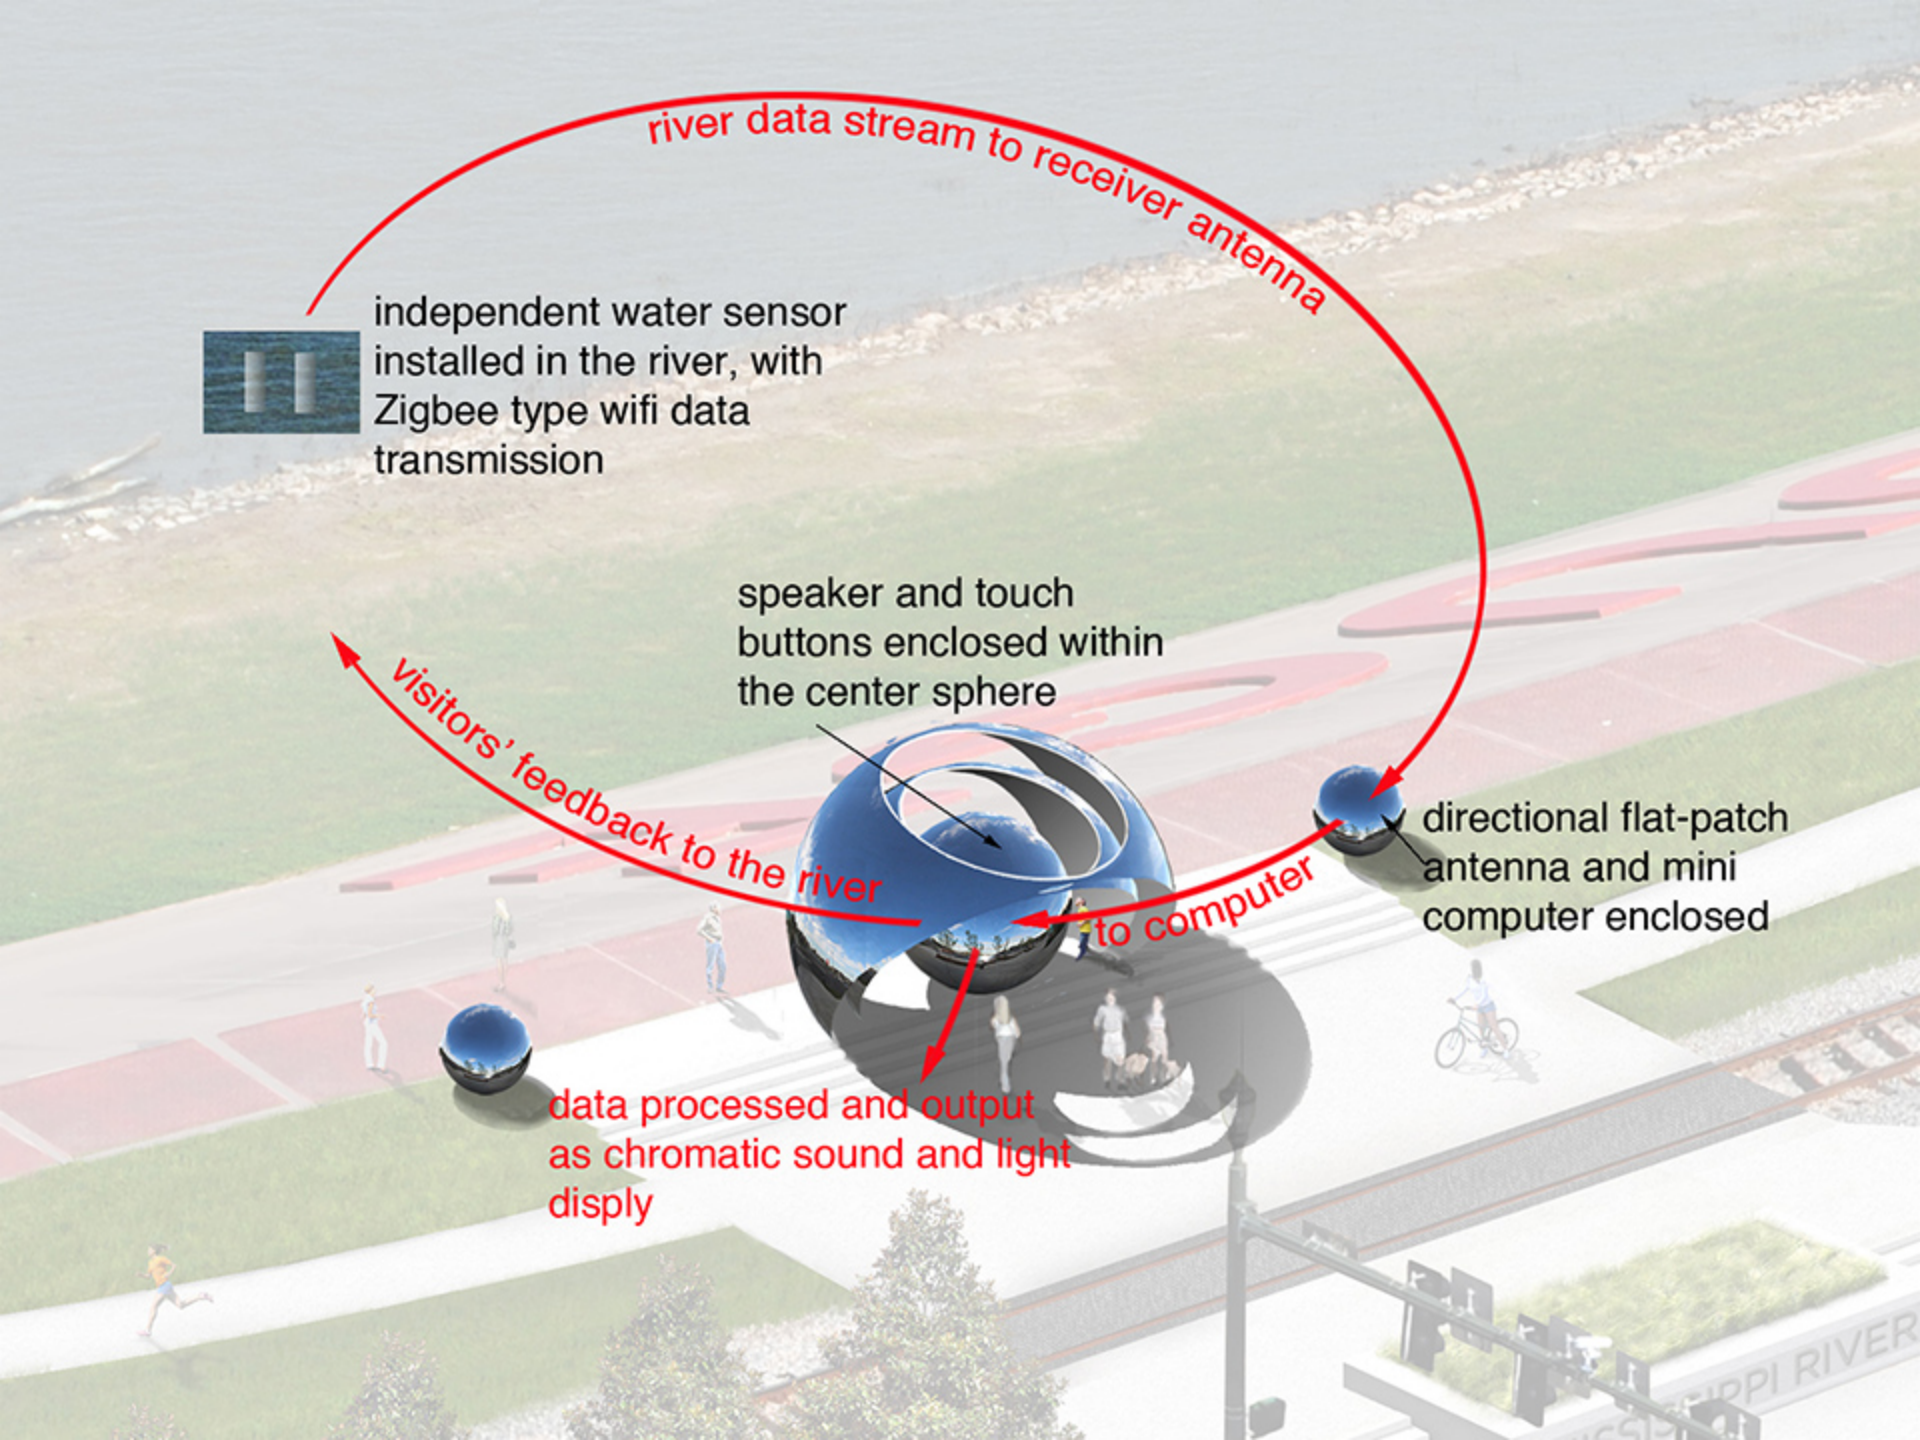 river data stream to receiver antenna
independent water sensor
installed in the river, with
Zigbee type wifi data
transmission
speaker and touch
buttons enclosed within
the center sphere
visitors' feedback to the river
directional flat-patch
antenna and mini
computer enclosed
to computer
data processed and output
as chromatic sound and light
disply
RIVER